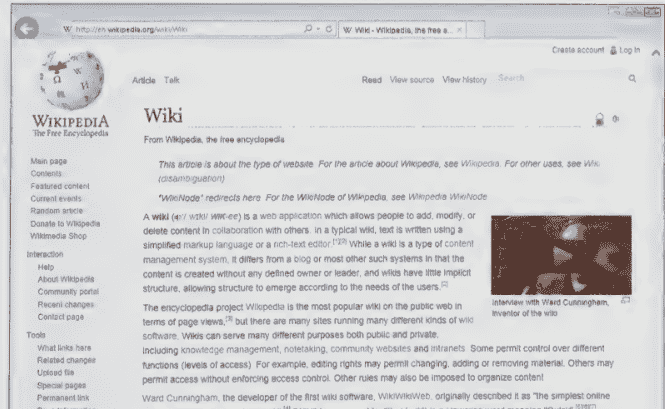 http://en.wikipedia.org/wiki/Wiki
W Wiki - Wikipedia, the free e...
Create account Log in
Article Talk
Read View source View history Search
WIKIPEDIA
The Free Encyclopedia
Wiki
From Wikipedia, the free encyclopedia
Main page
Contents
Featured content
Current events
Random article
Donate to Wikipedia
Wikimedia Shop
Interaction
Help
About Wikipedia
Community portal
Recent changes
Contact page
Tools
What links here
Related changes
Upload file
Special pages
Permanent link
This article is about the type of website. For the article about Wikipedia, see Wikipedia. For other uses, see Wiki
(disambiguation)
"WikiNode" redirects here. For the WikiNode of Wikipedia, see Wikipedia WikiNode
A wiki is a web application which allows people to add, modify, or
delete content in collaboration with others. In a typical wiki, text is written using a
simplified markup language or a rich-text editor. While a wiki is a type of content
management system, it differs from a blog or most other such systems in that the
content is created without any defined owner or leader, and wikis have little implicit
structure, allowing structure to emerge according to the needs of the users.
Interview with Ward Cunningham,
inventor of the wiki
The encyclopedia project Wikipedia is the most popular wiki on the public web in
terms of page views, but there are many sites running many different kinds of wiki
software. Wikis can serve many different purposes both public and private,
including knowledge management, notetaking, community websites and intranets. Some permit control over different
functions (levels of access). For example, editing rights may permit changing, adding or removing material. Others may
permit access without enforcing access control. Other rules may also be imposed to organize content
Ward Cunningham, the developer of the first wiki software, WikiWikiWeb, originally described it as "the simplest online